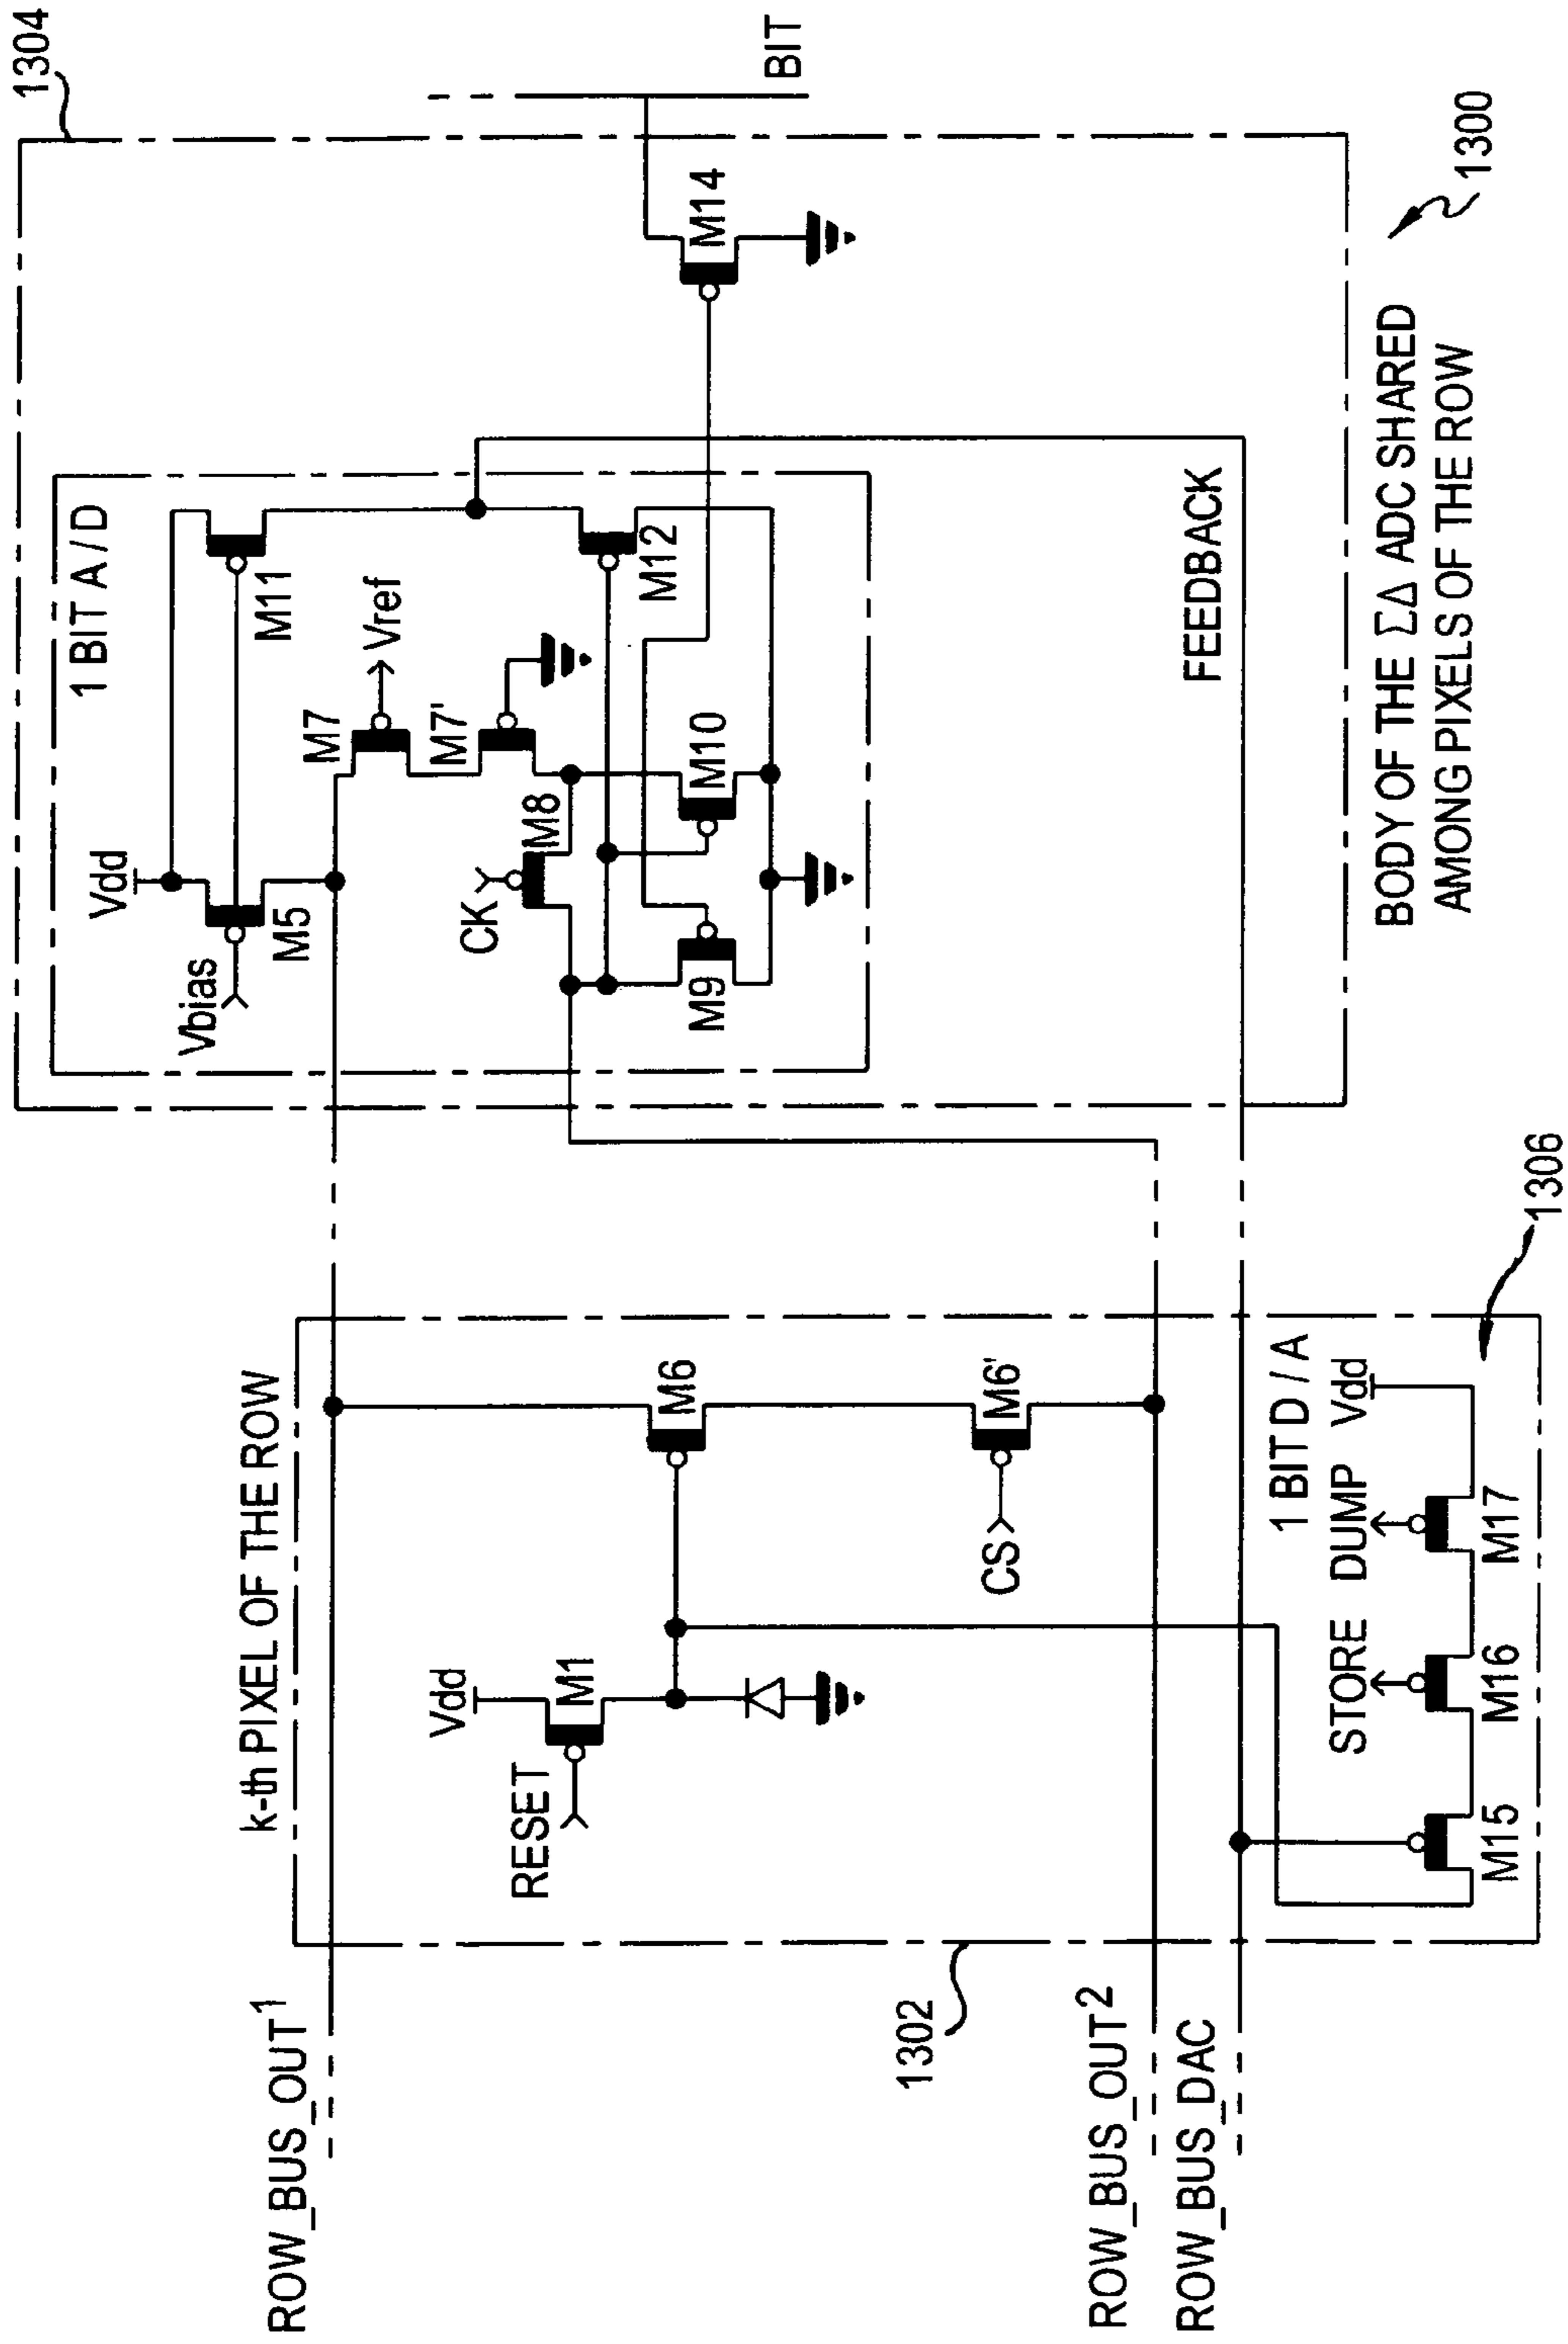 1304
1 BIT A / D
Vdd
Vbias
M5
M11
M7
Vref
M7'
CK
M8
M9
M10
M12
M14
BIT
FEEDBACK
BODY OF THE ΣΔ ADC SHARED
AMONG PIXELS OF THE ROW
1300
k-th PIXEL OF THE ROW
ROW_BUS_OUT1
Vdd
RESET
M1
M6
CS
M6'
1302
ROW_BUS_OUT2
ROW_BUS_DAC
1 BIT D / A
STORE
DUMP
Vdd
M15
M16
M17
1306